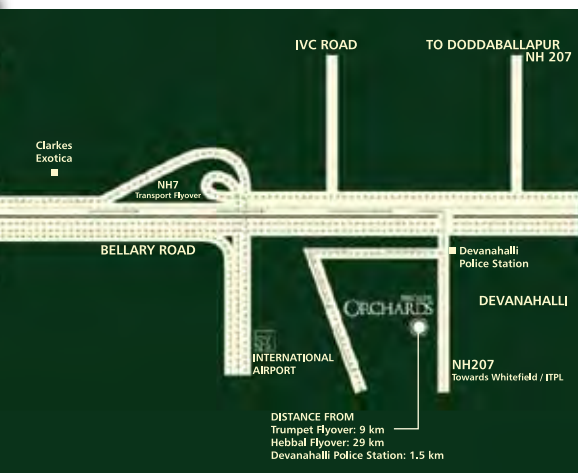 IVC ROAD
TO DODDABALLAPUR
NH 207
Clarkes
Exotica
NH7
Transport Flyover
BELLARY ROAD
Devanahalli
Police Station
DEVANAHALLI
ORCHARDS
INTERNATIONAL
AIRPORT
NH207
Towards Whitefield / ITPL
DISTANCE FROM
Trumpet Flyover: 9 km
Hebbal Flyover: 29 km
Devanahalli Police Station: 1.5 km